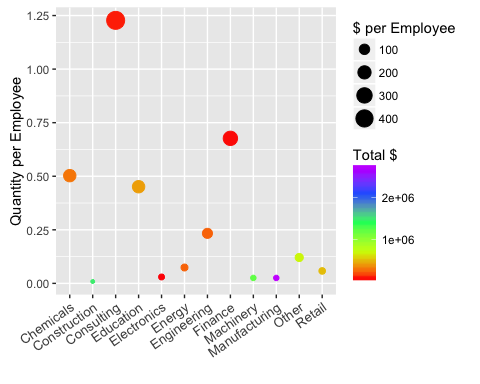 Quantity per Employee
1.25
1.00
0.75
0.50
0.25
0.00
Chemicals
Construction
Consulting
Education
Electronics
Energy
Engineering
Finance
Machinery
Manufacturing
Other
Retail
$ per Employee
100
200
300
400
Total $
2e+06
1e+06